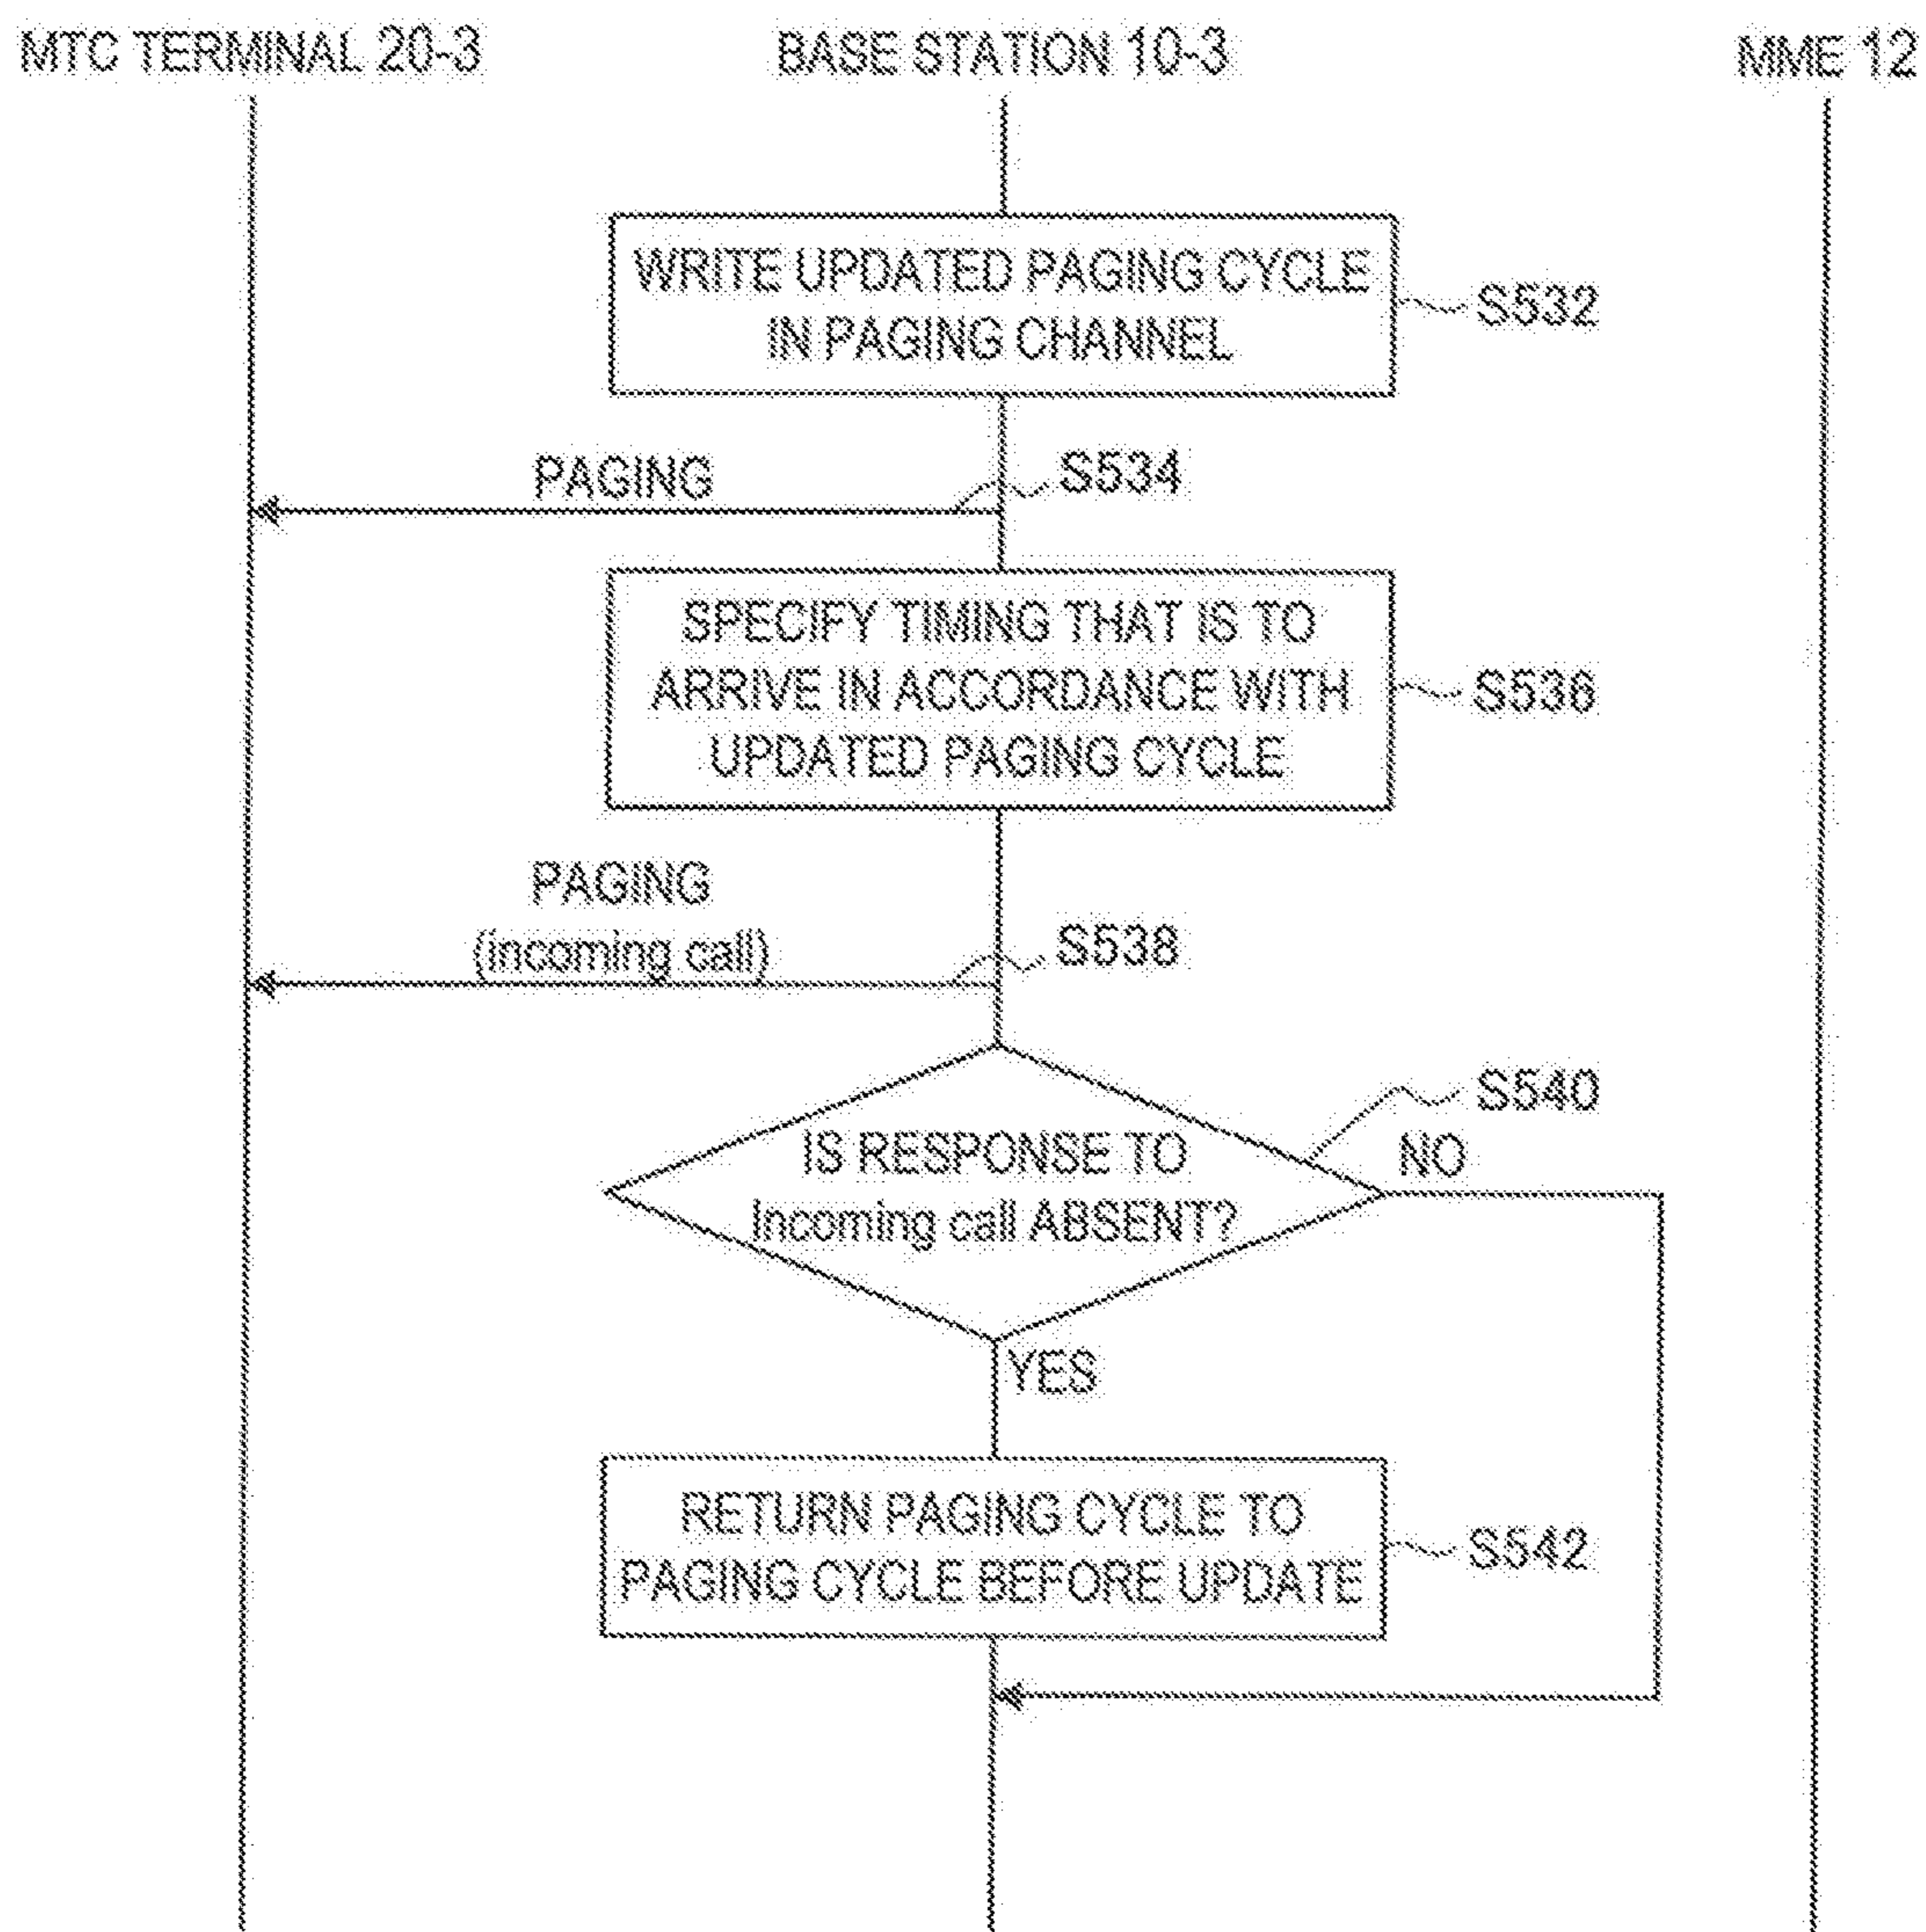 MTC TERMINAL 20-3
BASE STATION 10-3
MME 12
WRITE UPDATED PAGING CYCLE
IN PAGING CHANNEL
S532
PAGING
S534
SPECIFY TIMING THAT IS TO
ARRIVE IN ACCORDANCE WITH
UPDATED PAGING CYCLE
S536
PAGING
(incoming call)
S538
IS RESPONSE TO
Incoming call ABSENT?
S540
NO
YES
RETURN PAGING CYCLE TO
PAGING CYCLE BEFORE UPDATE
S542